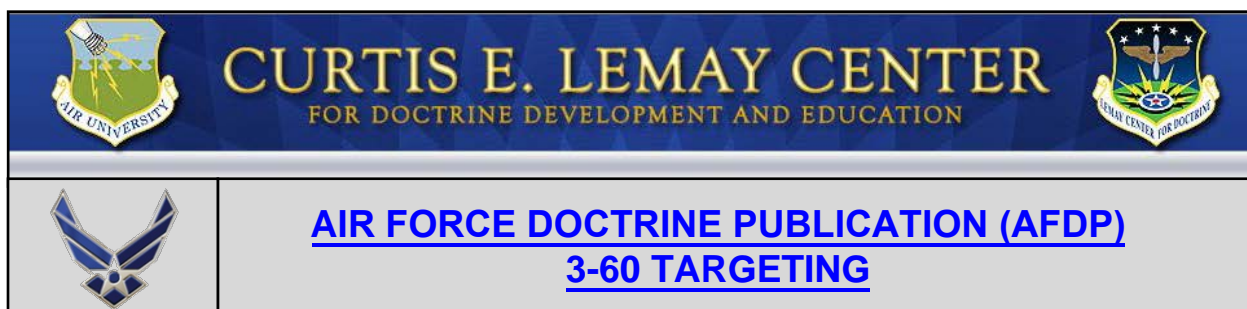 CURTIS E. LEMAY CENTER
FOR DOCTRINE DEVELOPMENT AND EDUCATION
AIR UNIVERSITY
LEMAY CENTER FOR DOCTRINE
AIR FORCE DOCTRINE PUBLICATION (AFDP)
3-60 TARGETING